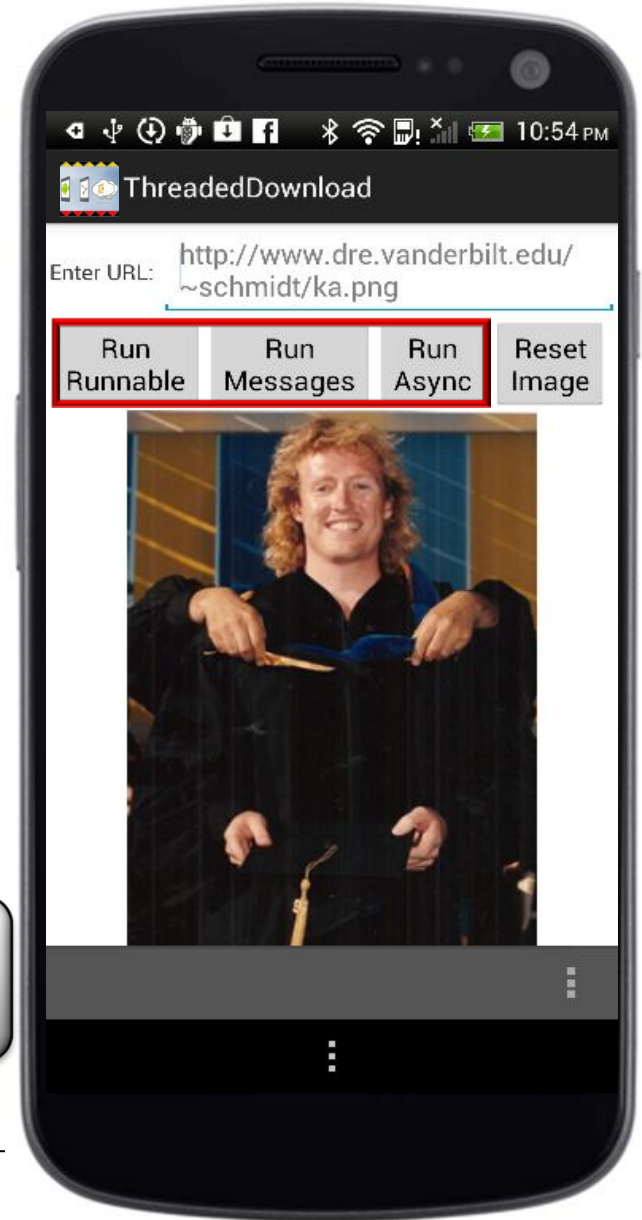 10:54 PM
ThreadedDownload
Enter URL:
http://www.dre.vanderbilt.edu/
~schmidt/ka.png
Run Run Run Reset
Runnable Messages Async Image